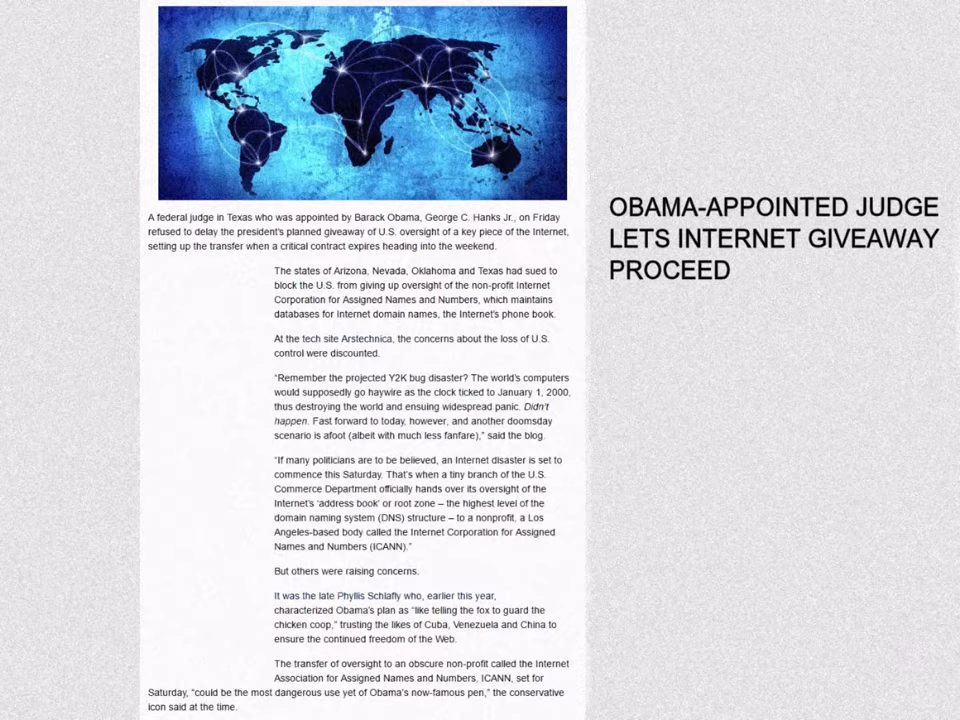 A federal judge in Texas who was appointed by Barack Obama, George C. Hanks Jr., on Friday
refused to delay the president's planned giveaway of U.S. oversight of a key piece of the Internet,
setting up the transfer when a critical contract expires heading into the weekend.
The states of Arizona, Nevada, Oklahoma and Texas had sued to
block the U.S. from giving up oversight of the non-profit Internet
Corporation for Assigned Names and Numbers, which maintains
databases for Internet domain names, the Internet's phone book.
At the tech site Arstechnica, the concerns about the loss of U.S.
control were discounted.
“Remember the projected Y2K bug disaster? The world's computers
would supposedly go haywire as the clock ticked to January 1, 2000,
thus destroying the world and ensuing widespread panic. Didn't
happen. Fast forward to today, however, and another doomsday
scenario is afoot (albeit with much less fanfare),” said the blog.
“If many politicians are to be believed, an Internet disaster is set to
commence this Saturday. That's when a tiny branch of the U.S.
Commerce Department officially hands over its oversight of the
Internet's ‘address book’ or root zone – the highest level of the
domain naming system (DNS) structure – to a nonprofit, a Los
Angeles-based body called the Internet Corporation for Assigned
Names and Numbers (ICANN).”
But others were raising concerns.
It was the late Phyllis Schlafly who, earlier this year,
characterized Obama's plan as “like telling the fox to guard the
chicken coop,” trusting the likes of Cuba, Venezuela and China to
ensure the continued freedom of the Web.
The transfer of oversight to an obscure non-profit called the Internet
Association for Assigned Names and Numbers, ICANN, set for
Saturday, “could be the most dangerous use yet of Obama's now-famous pen,” the conservative
icon said at the time.
OBAMA-APPOINTED JUDGE
LETS INTERNET GIVEAWAY
PROCEED